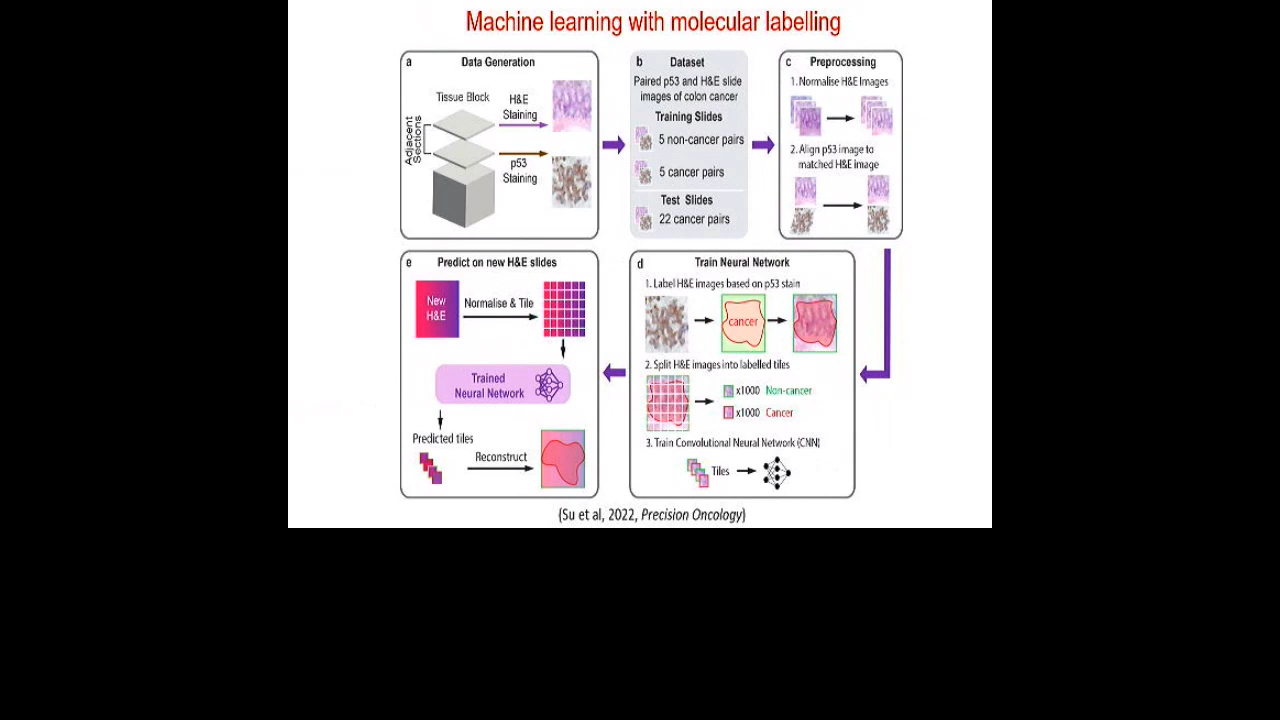 Machine learning with molecular labelling
a Data Generation
Tissue Block
H&E
Staining
Adjacent
Sections
p53
Staining
b Dataset
Paired p53 and H&E slide
images of colon cancer
Training Slides
5 non-cancer pairs
5 cancer pairs
Test Slides
22 cancer pairs
c Preprocessing
1. Normalise H&E Images
2. Align p53 image to
matched H&E image
d Train Neural Network
1. Label H&E images based on p53 stain
cancer
2. Split H&E images into labelled tiles
x1000 Non-cancer
x1000 Cancer
3. Train Convolutional Neural Network (CNN)
Tiles
e Predict on new H&E slides
New
H&E
Normalise & Tile
Trained
Neural Network
Predicted tiles
Reconstruct
(Su et al, 2022, Precision Oncology)